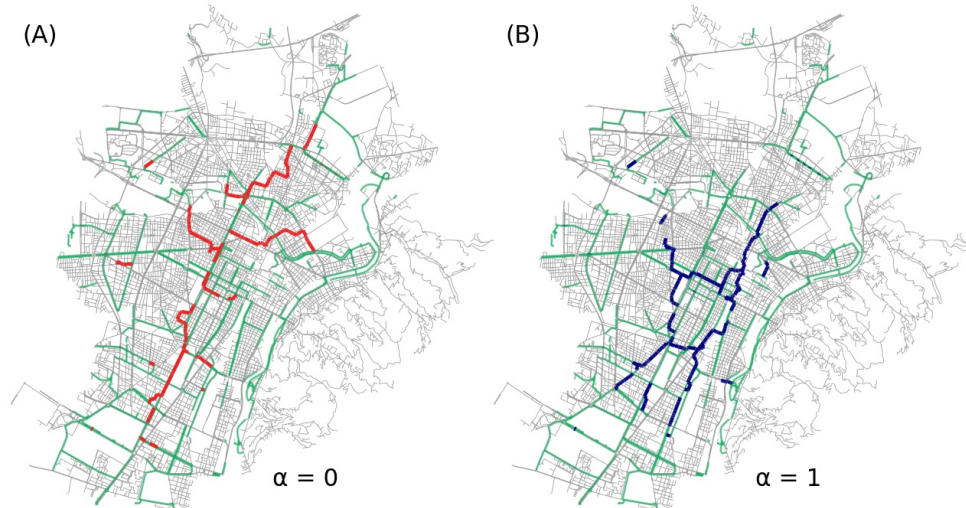 (A)
(B)
α = 0
α = 1